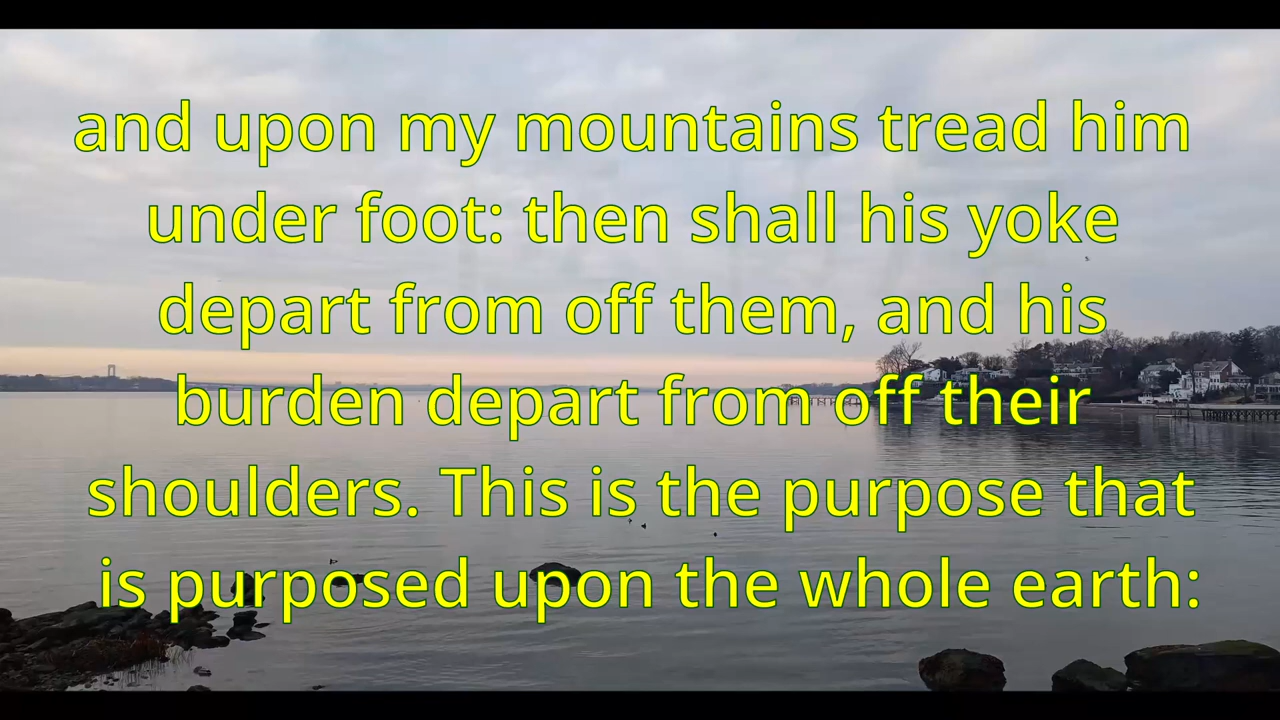 and upon my mountains tread him
under foot: then shall his yoke
depart from off them, and his
burden depart from off their
shoulders. This is the purpose that
is purposed upon the whole earth: